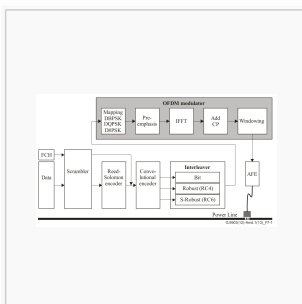 OFDM modulator
Mapping
DBPSK
DQPSK
D8PSK
Pre-
emphasis
IFFT
Add
CP
Windowing
FCH
Data
Scrambler
Reed-
Solomon
encoder
Convo-
lutional
encoder
Interleaver
Bit
Robust (RC4)
S-Robust (RC6)
AFE
Power Line